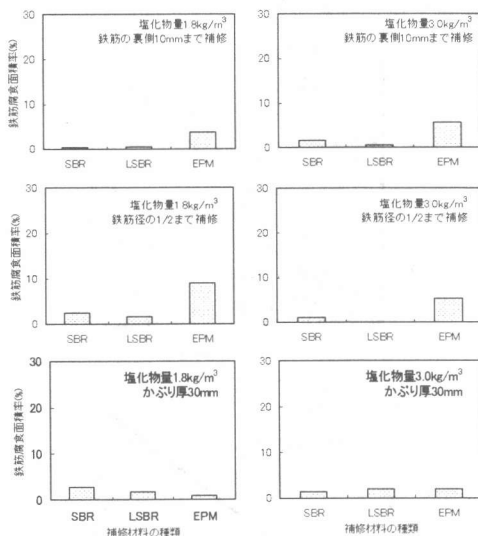 塩化物量1.8kg/m³
鉄筋の裏側10mmまで補修
鉄筋腐食面積率(%)
30
20
10
0
SBR LSBR EPM
塩化物量3.0kg/m³
鉄筋の裏側10mmまで補修
30
20
10
0
SBR LSBR EPM
塩化物量1.8kg/m³
鉄筋径の1/2まで補修
鉄筋腐食面積率(%)
30
20
10
0
SBR LSBR EPM
塩化物量3.0kg/m³
鉄筋径の1/2まで補修
30
20
10
0
SBR LSBR EPM
塩化物量1.8kg/m³
かぶり厚30mm
鉄筋腐食面積率(%)
30
20
10
0
SBR LSBR EPM
補修材料の種類
塩化物量3.0kg/m³
かぶり厚30mm
30
20
10
0
SBR LSBR EPM
補修材料の種類